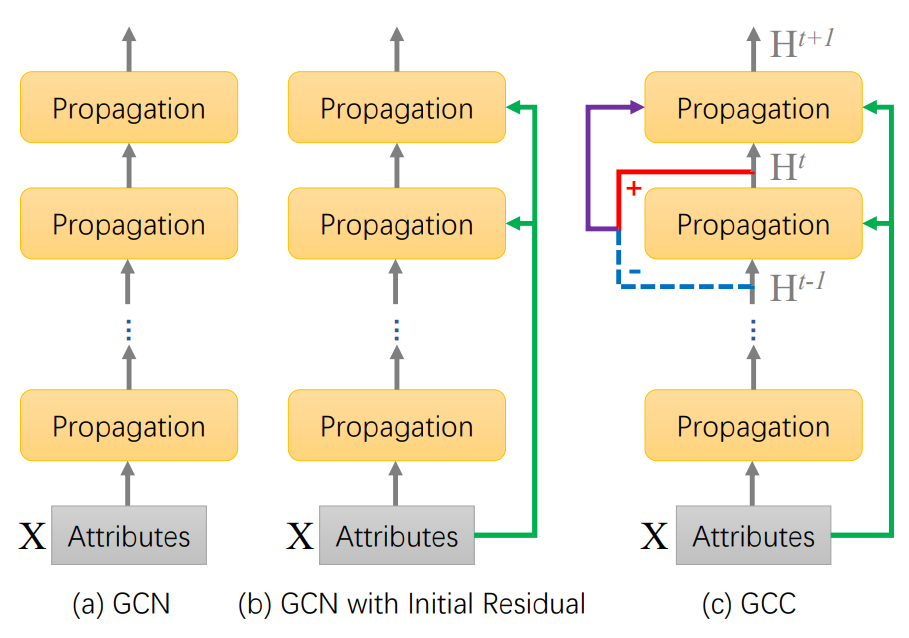 Propagation
Propagation
...
Propagation
X Attributes
(a) GCN
Propagation
Propagation
...
Propagation
X Attributes
(b) GCN with Initial Residual
H^{t+1}
Propagation
H^t
+
Propagation
-
H^{t-1}
...
Propagation
X Attributes
(c) GCC